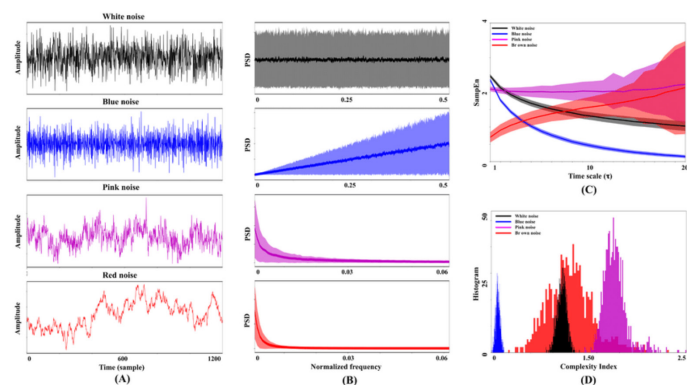 White noise
Amplitude
Blue noise
Amplitude
Pink noise
Amplitude
Red noise
Amplitude
0 600 1200
Time (sample)
(A)
PSD
0 0.25 0.5
PSD
0 0.25 0.5
PSD
0 0.03 0.06
PSD
0 0.03 0.06
Normalized frequency
(B)
4
2
0
SampEn
White noise
Blue noise
Pink noise
Br own noise
1 10 20
Time scale (τ)
(C)
50
25
0
Histogram
White noise
Blue noise
Pink noise
Br own noise
0 1.50 2.5
Complexity Index
(D)